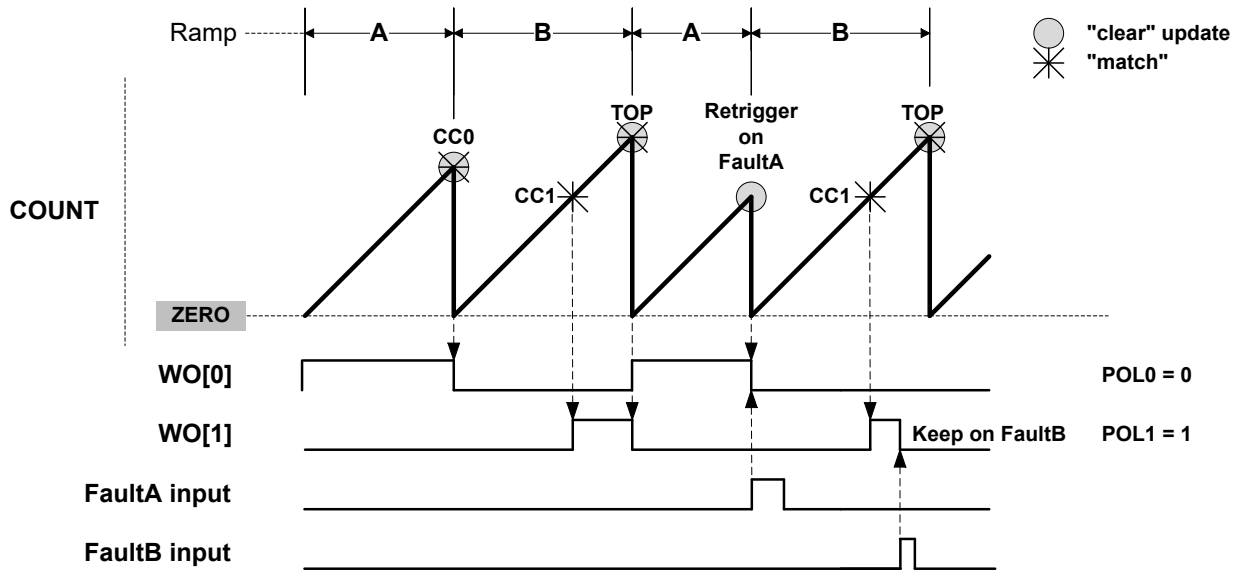 Ramp A B A B
"clear" update
"match"
CC0
TOP
Retrigger
on
FaultA
TOP
CC1
CC1
COUNT
ZERO
WO[0]
POL0 = 0
WO[1]
Keep on FaultB
POL1 = 1
FaultA input
FaultB input